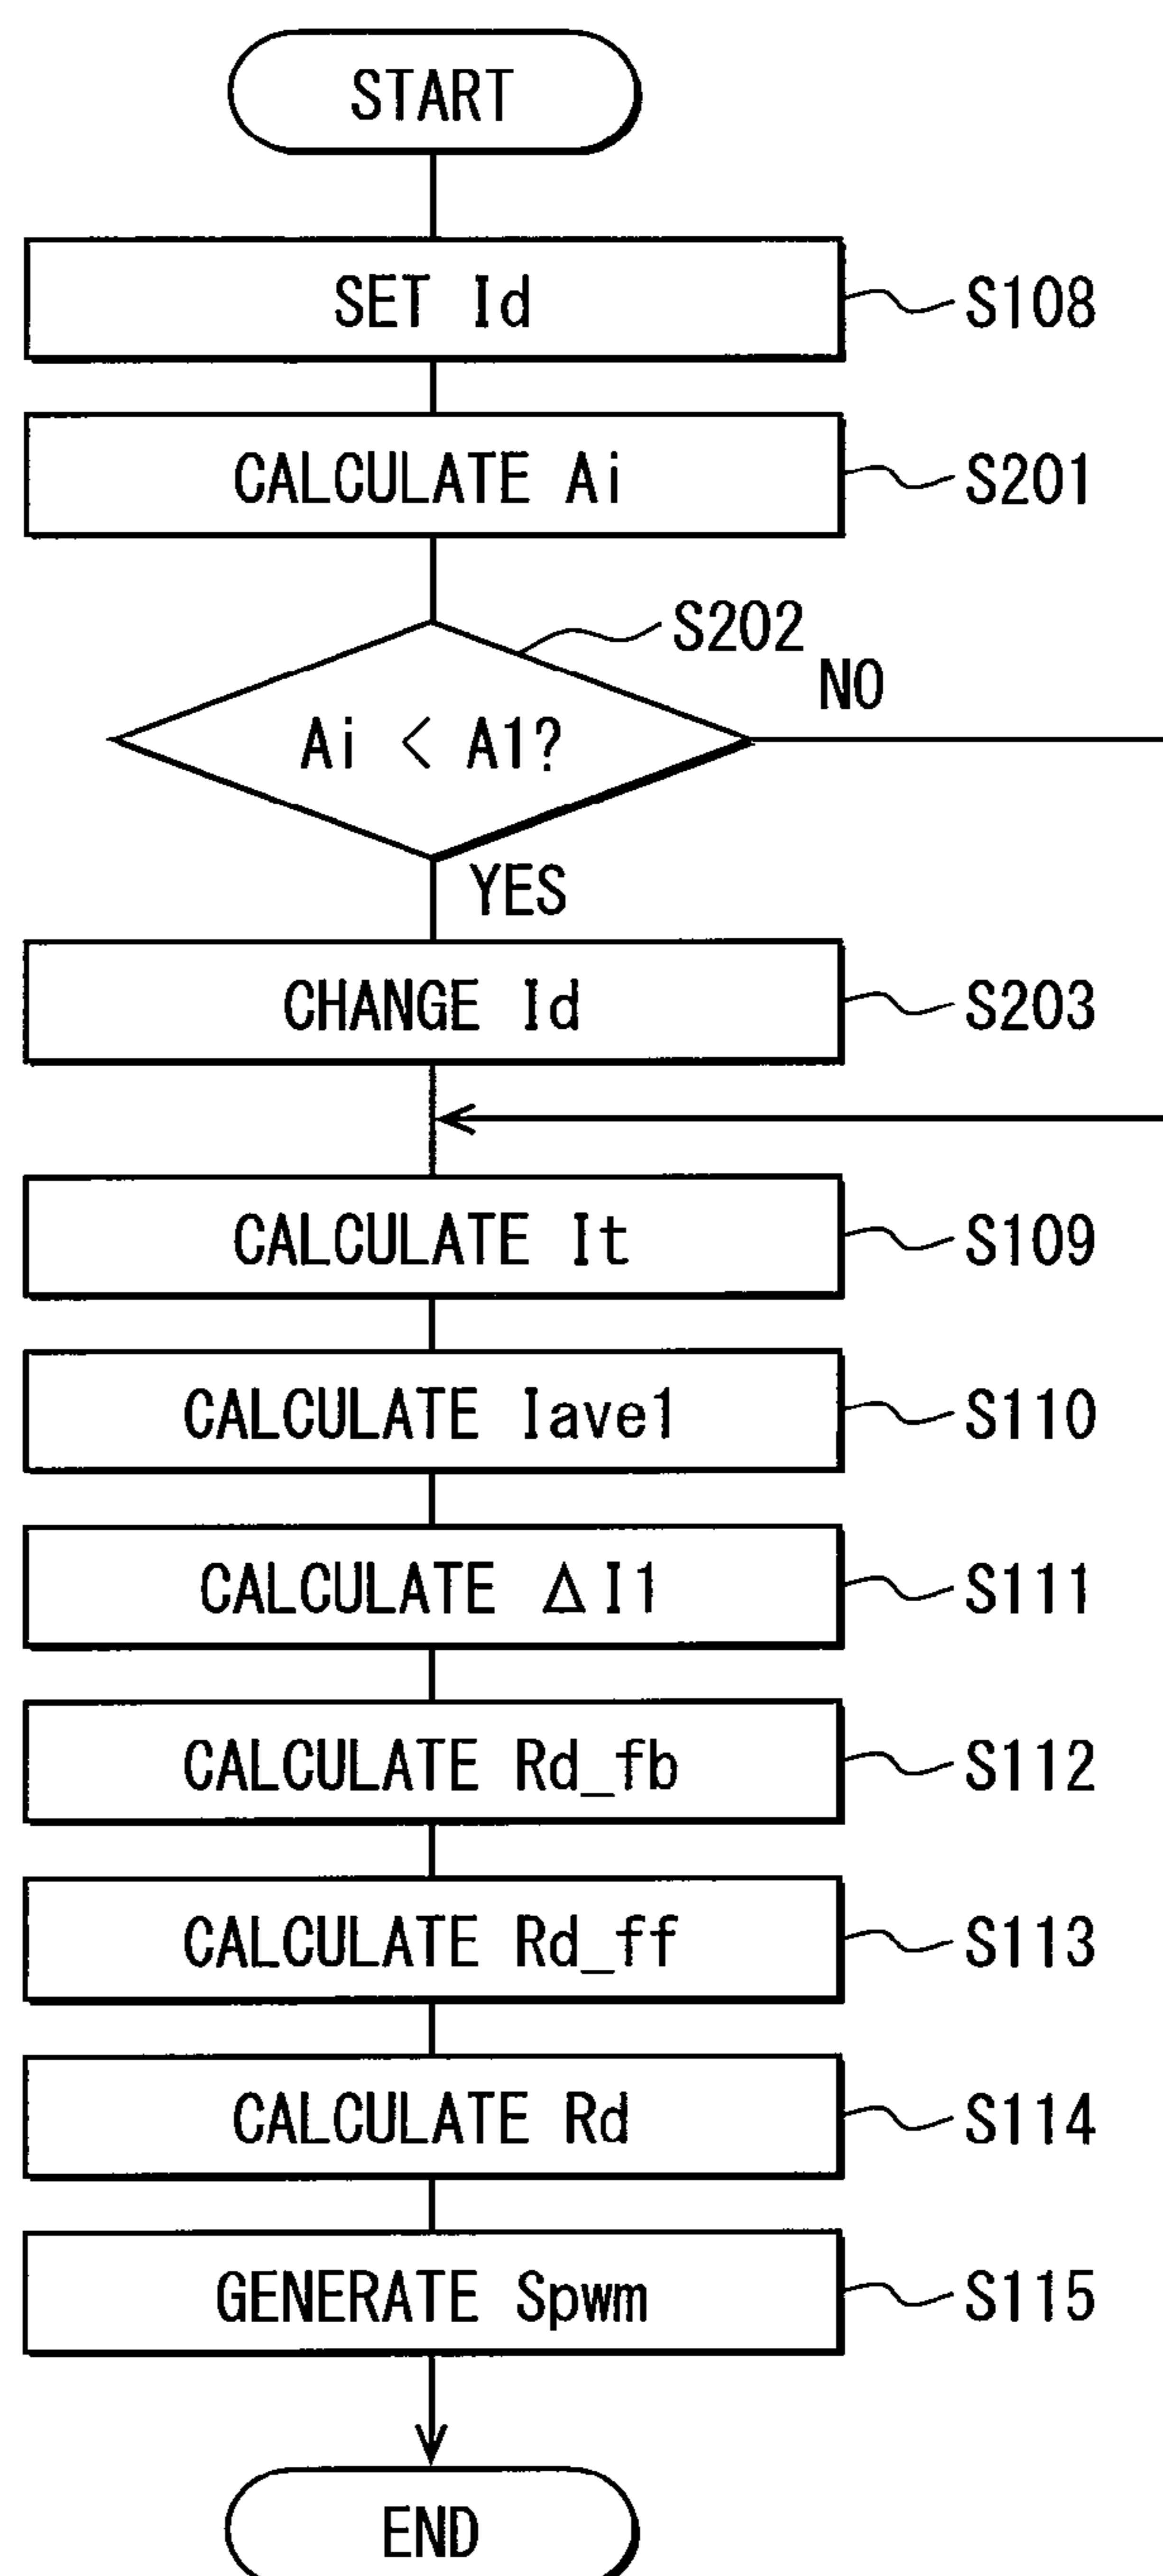 START
SET Id
S108
CALCULATE Ai
S201
S202
NO
Ai < A1?
YES
CHANGE Id
S203
CALCULATE It
S109
CALCULATE Iave1
S110
CALCULATE ΔI1
S111
CALCULATE Rd_fb
S112
CALCULATE Rd_ff
S113
CALCULATE Rd
S114
GENERATE Spwm
S115
END